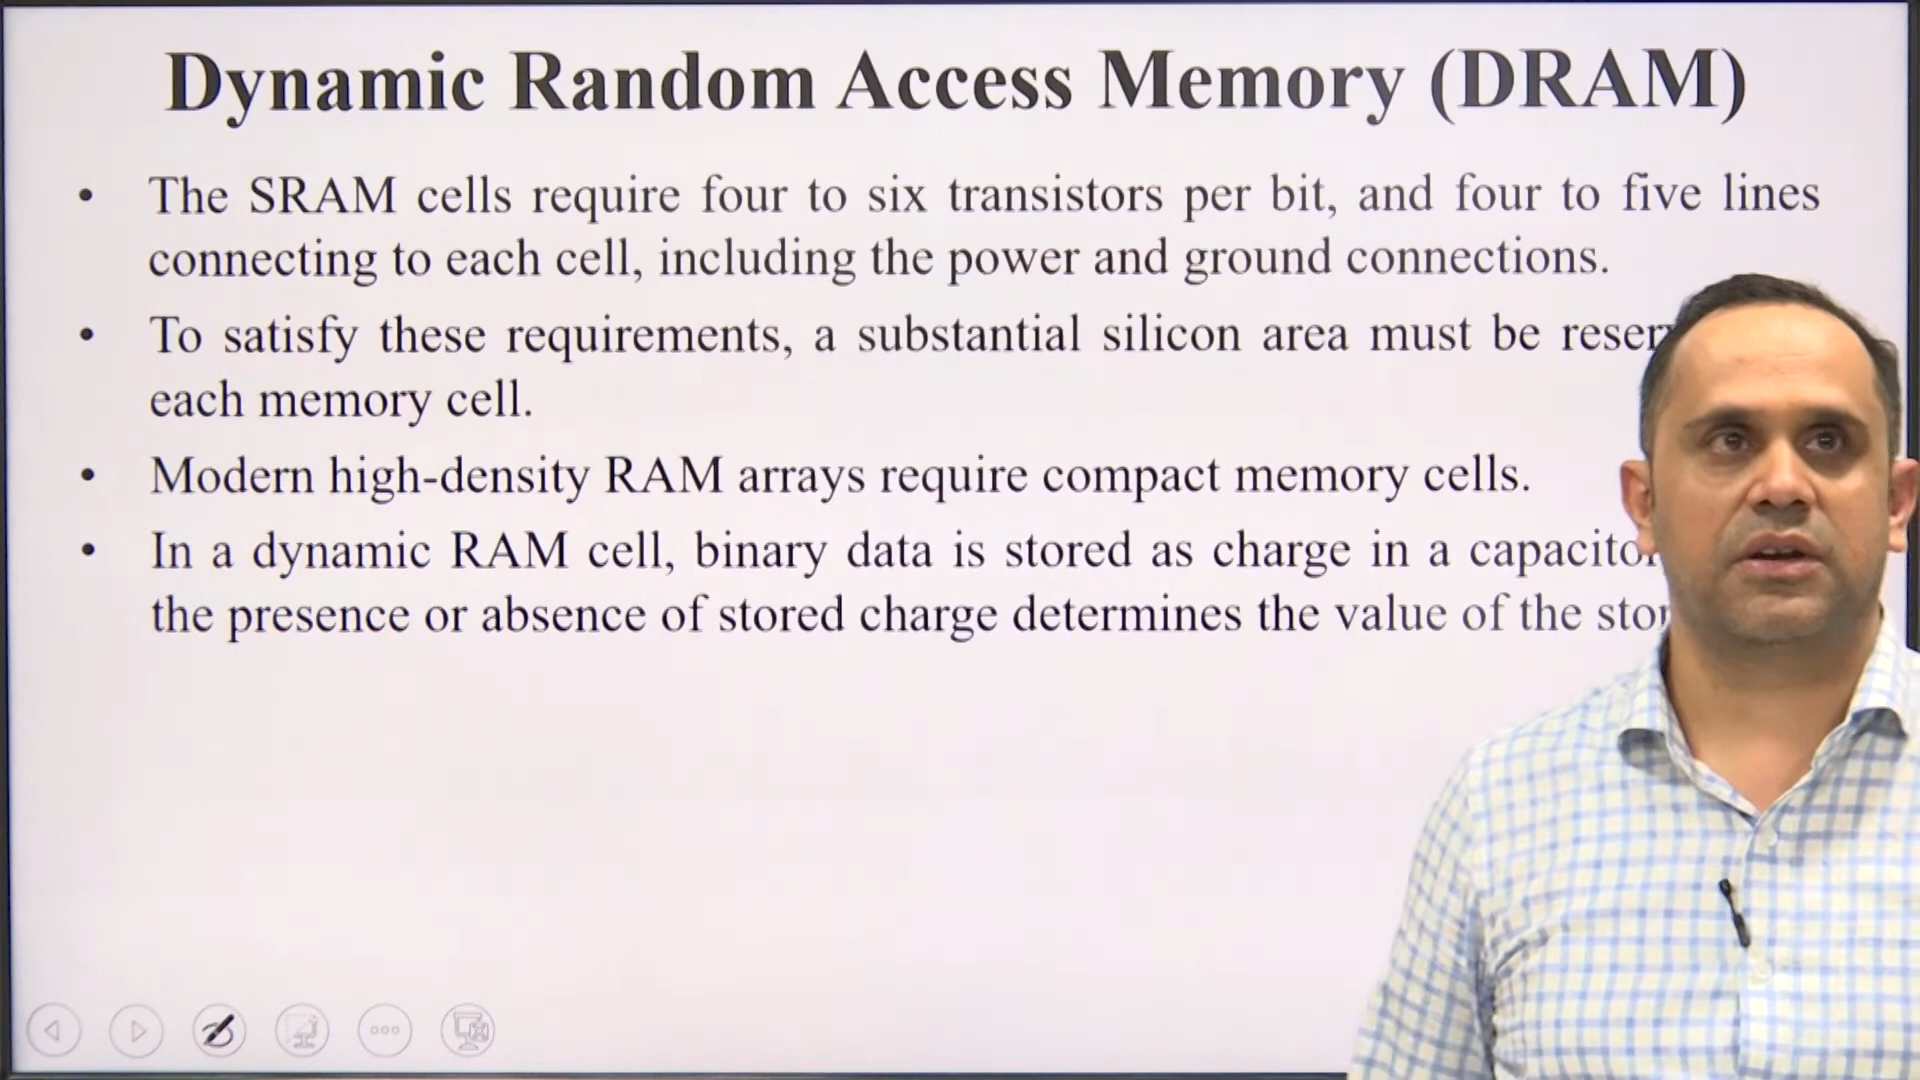 Dynamic Random Access Memory (DRAM)
• The SRAM cells require four to six transistors per bit, and four to five lines
connecting to each cell, including the power and ground connections.
• To satisfy these requirements, a substantial silicon area must be
each memory cell.
• Modern high-density RAM arrays require compact memory cells.
• In a dynamic RAM cell, binary data is stored as charge in a
the presence or absence of stored charge determines the value of the